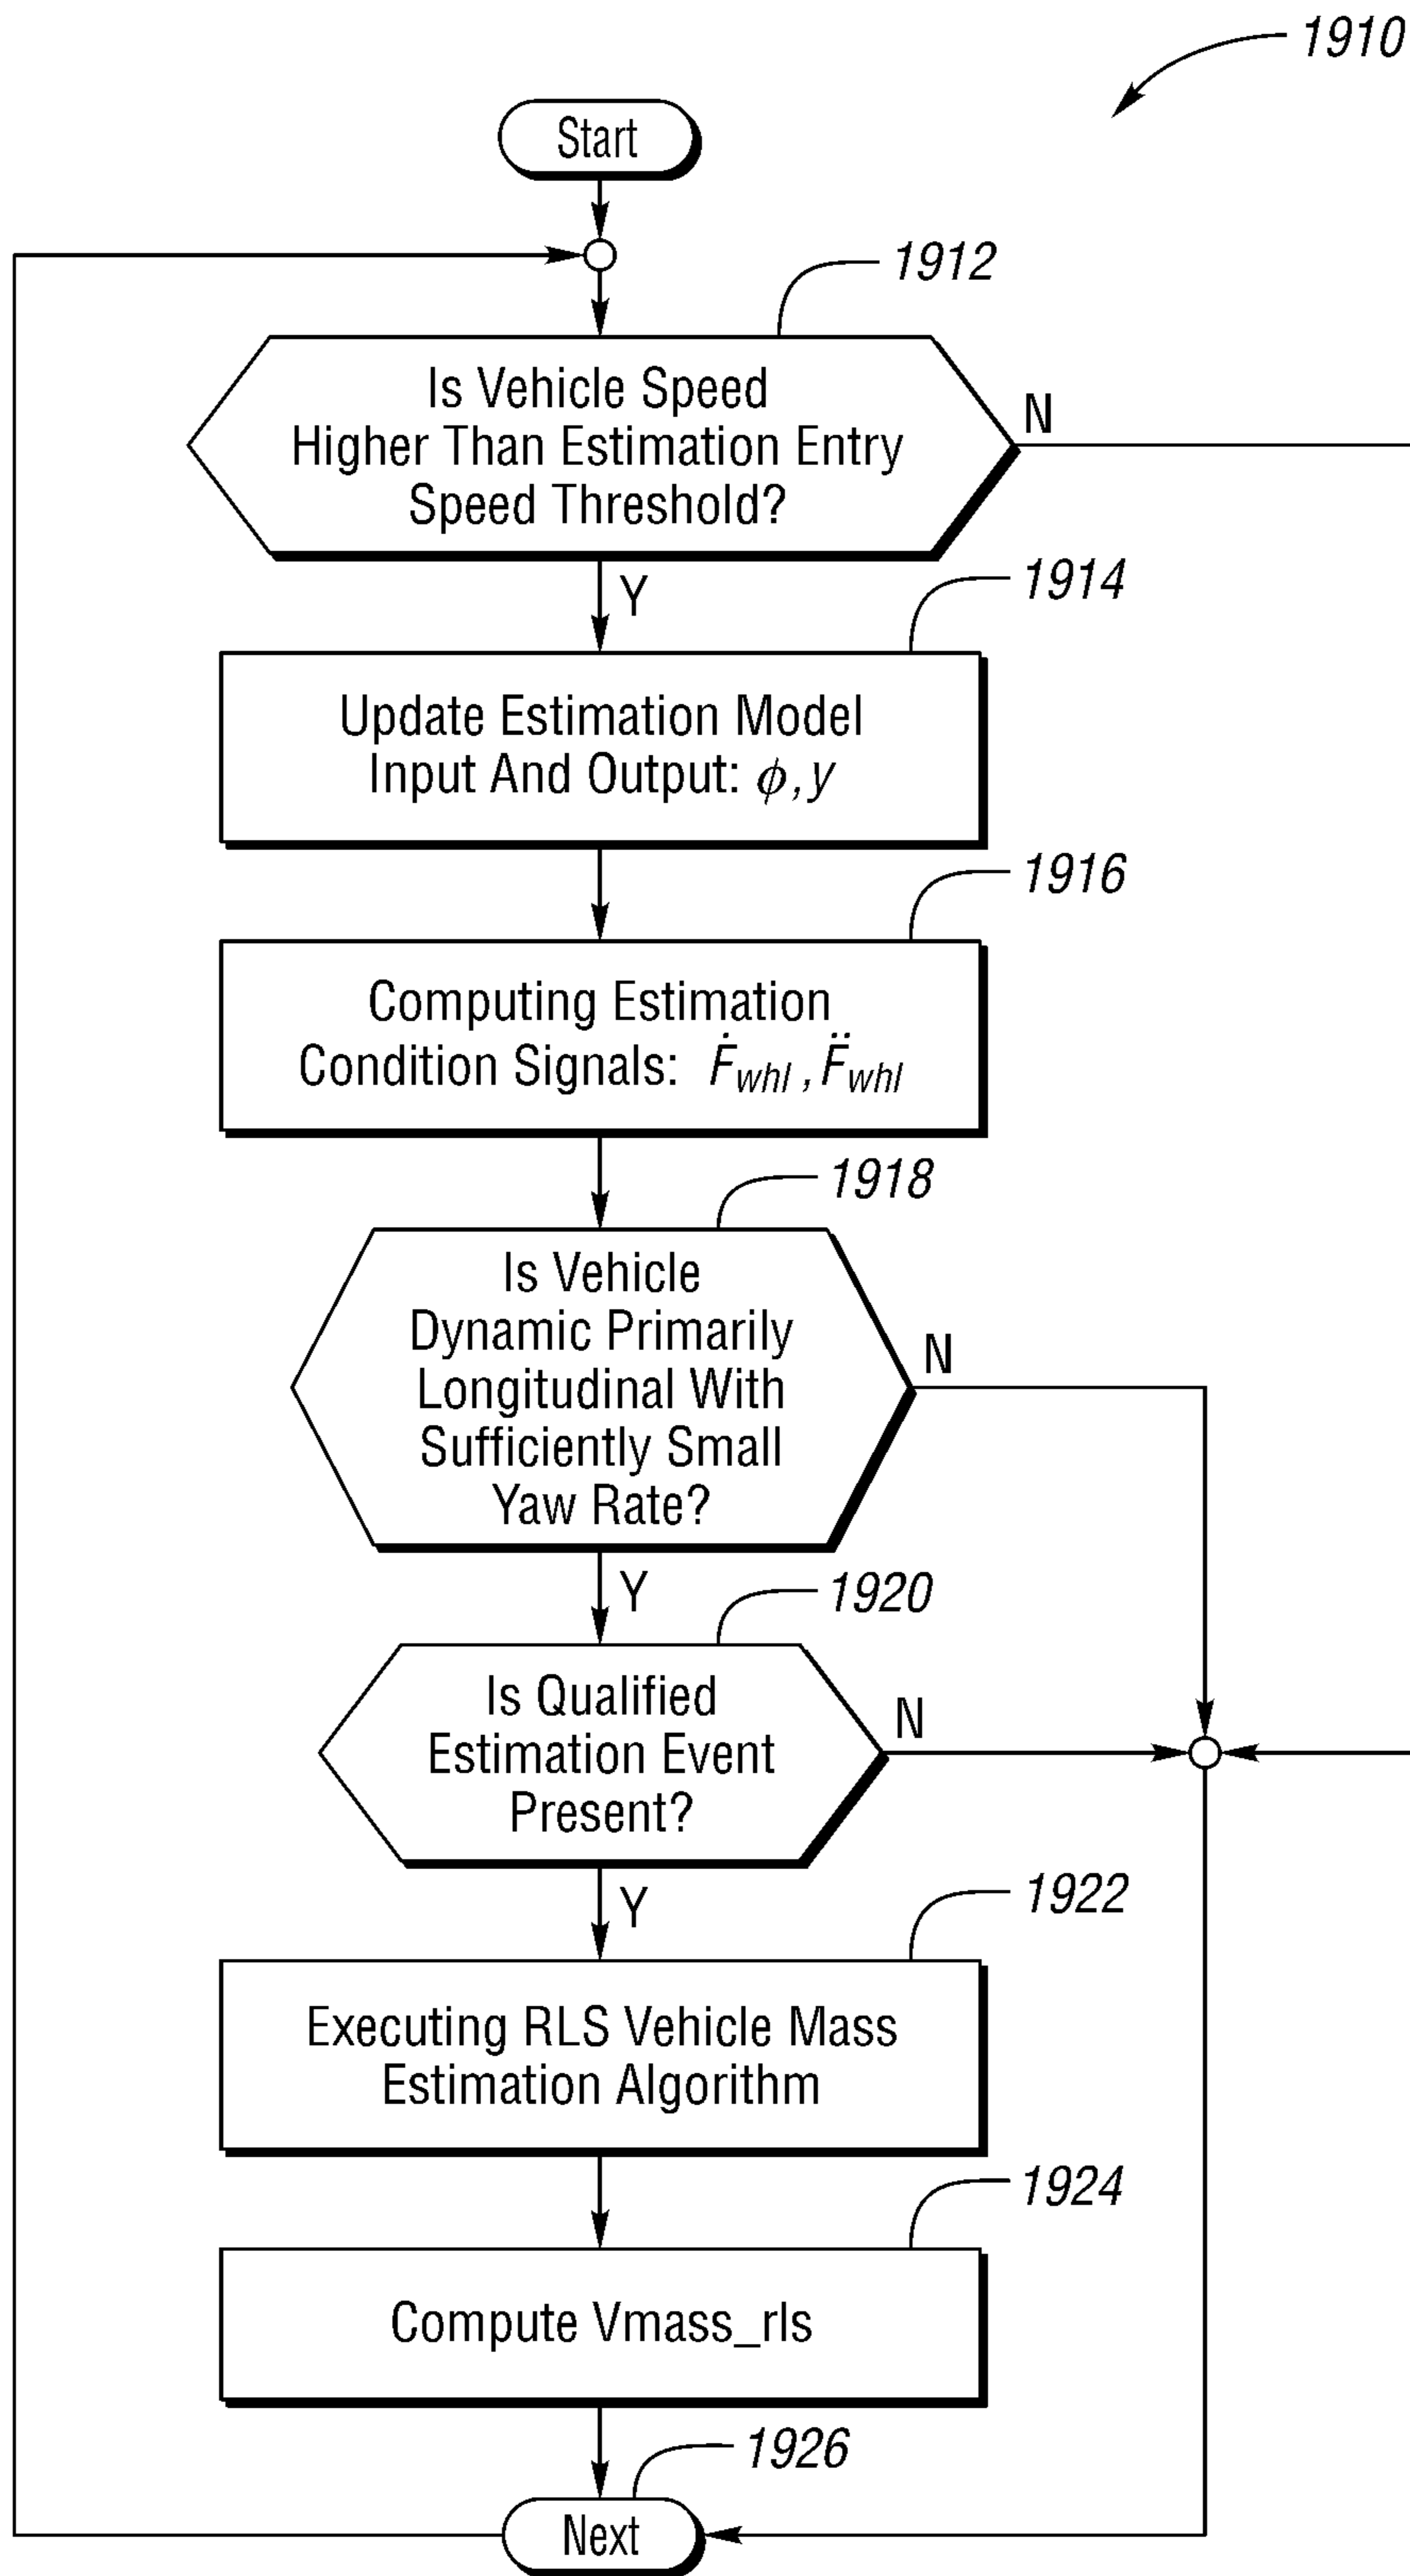 1910
Start
1912
Is Vehicle Speed
Higher Than Estimation Entry
Speed Threshold?
N
Y
1914
Update Estimation Model
Input And Output: ϕ, y
1916
Computing Estimation
Condition Signals: Ḟwhl, F̈whl
1918
Is Vehicle
Dynamic Primarily
Longitudinal With
Sufficiently Small
Yaw Rate?
N
Y
1920
Is Qualified
Estimation Event
Present?
N
Y
1922
Executing RLS Vehicle Mass
Estimation Algorithm
1924
Compute Vmass_rls
1926
Next